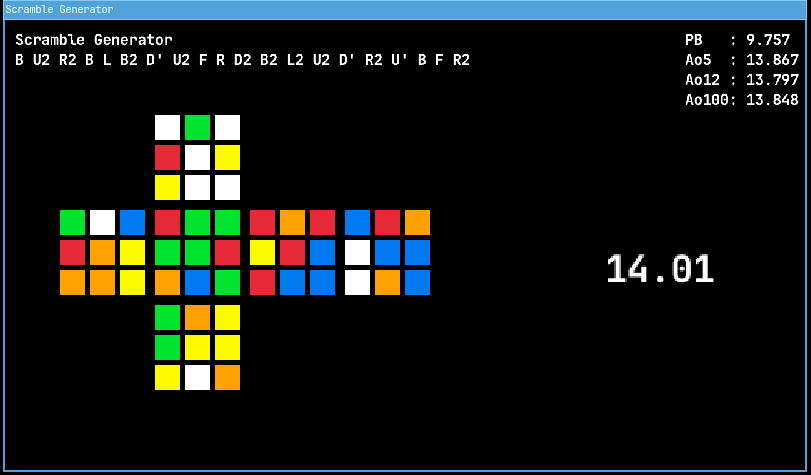 Scramble Generator
Scramble Generator
B U2 R2 B L B2 D' U2 F R D2 B2 L2 U2 D' R2 U' B F R2
PB   : 9.757
Ao5  : 13.867
Ao12 : 13.797
Ao100: 13.848
14.01